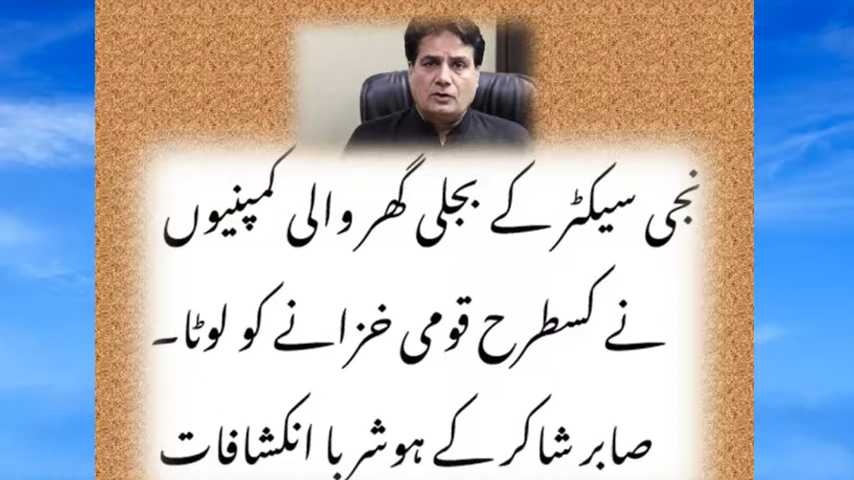 نجی سیکٹر کے بجلی گھر والی کمپنیوں
نے کسطرح قومی خزانے کو لوٹا۔
صابر شاکر کے ہوشربا انکشافات